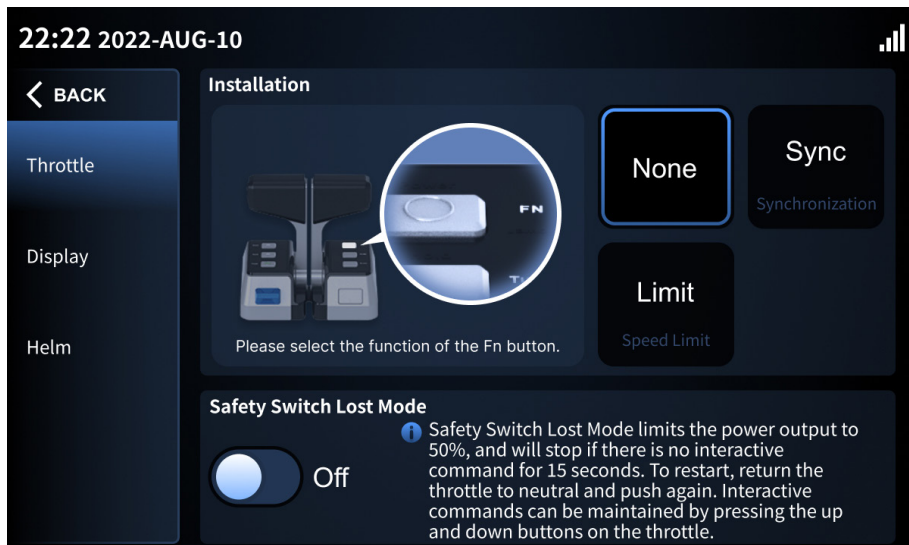 22:22 2022-AUG-10
BACK
Throttle
Display
Helm
Installation
FN
Please select the function of the Fn button.
None
Sync
Synchronization
Limit
Speed Limit
Safety Switch Lost Mode
Off
Safety Switch Lost Mode limits the power output to
50%, and will stop if there is no interactive
command for 15 seconds. To restart, return the
throttle to neutral and push again. Interactive
commands can be maintained by pressing the up
and down buttons on the throttle.